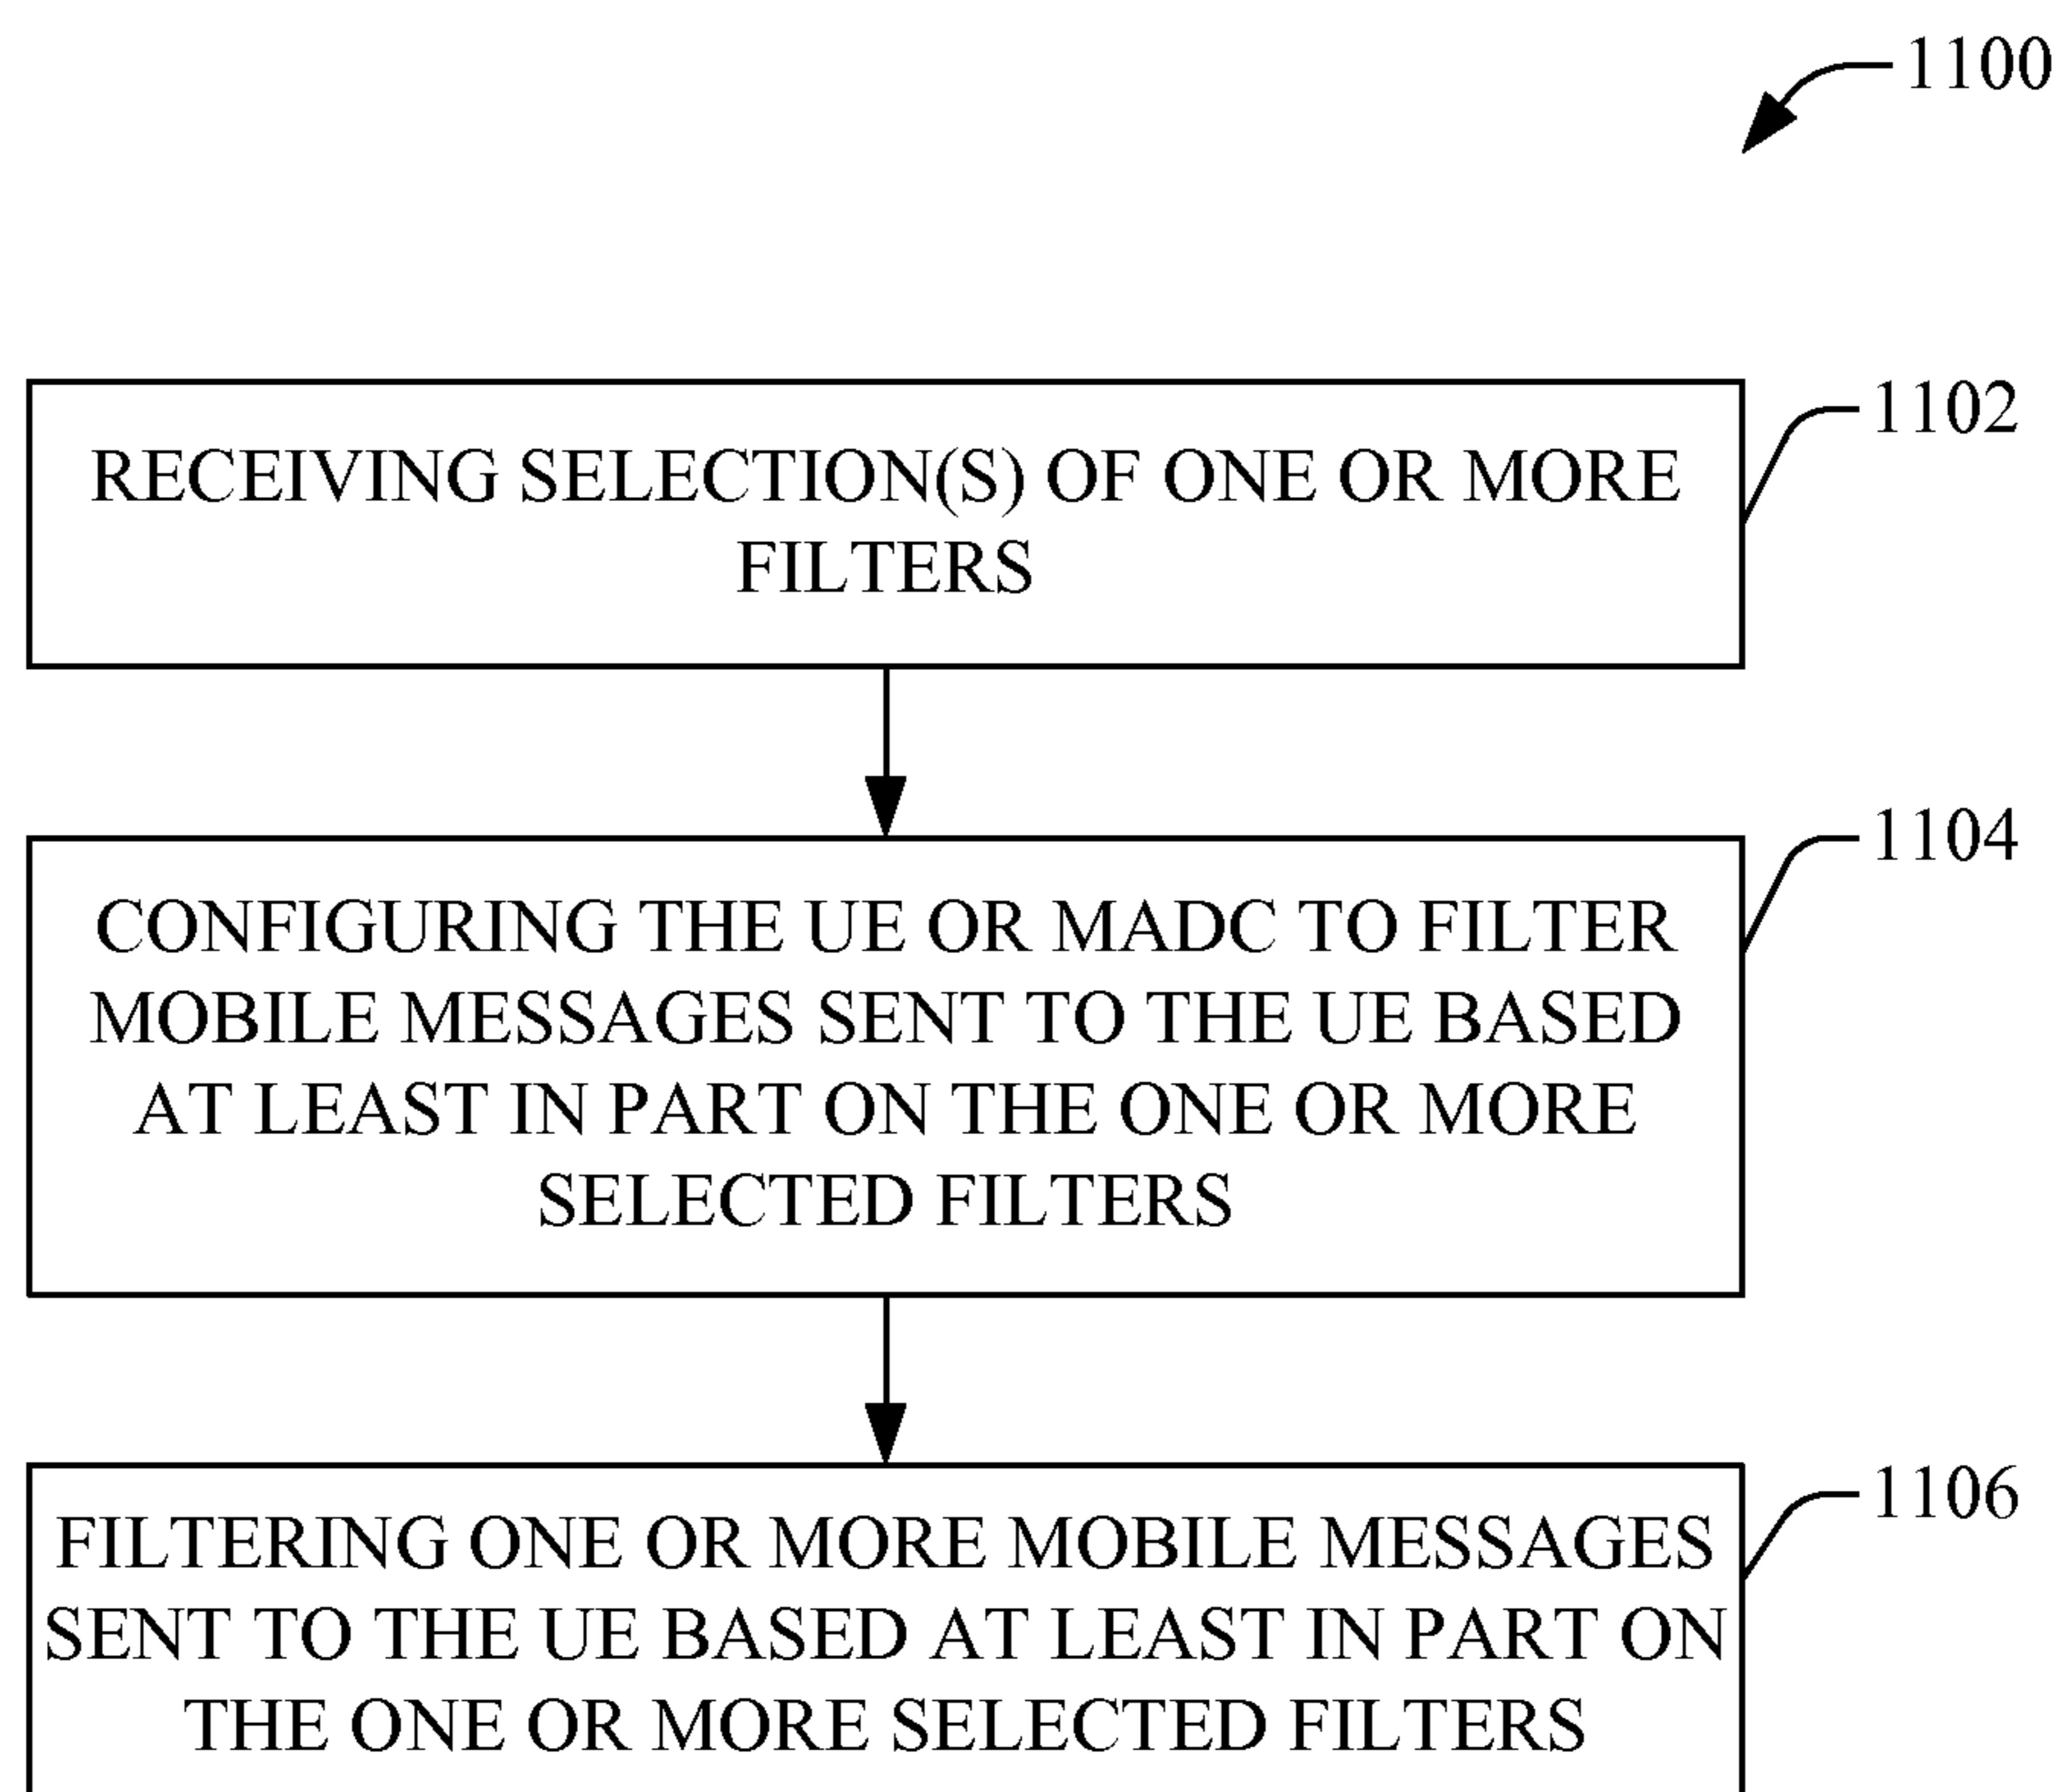 1100
1102
RECEIVING SELECTION(S) OF ONE OR MORE
FILTERS
1104
CONFIGURING THE UE OR MADC TO FILTER
MOBILE MESSAGES SENT TO THE UE BASED
AT LEAST IN PART ON THE ONE OR MORE
SELECTED FILTERS
1106
FILTERING ONE OR MORE MOBILE MESSAGES
SENT TO THE UE BASED AT LEAST IN PART ON
THE ONE OR MORE SELECTED FILTERS